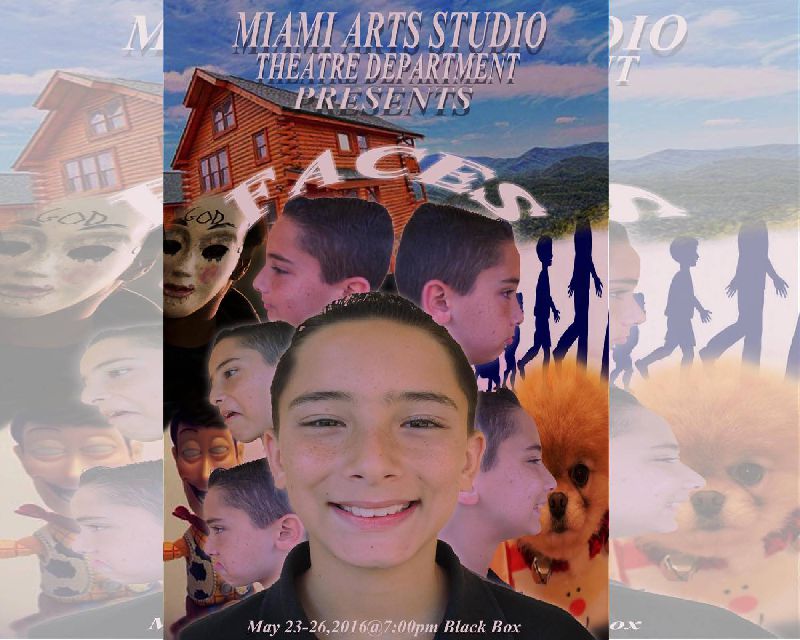 MIAMI ARTS STUDIO
THEATRE DEPARTMENT
PRESENTS
FACES
GOD
May 23-26,2016@7:00pm Black Box